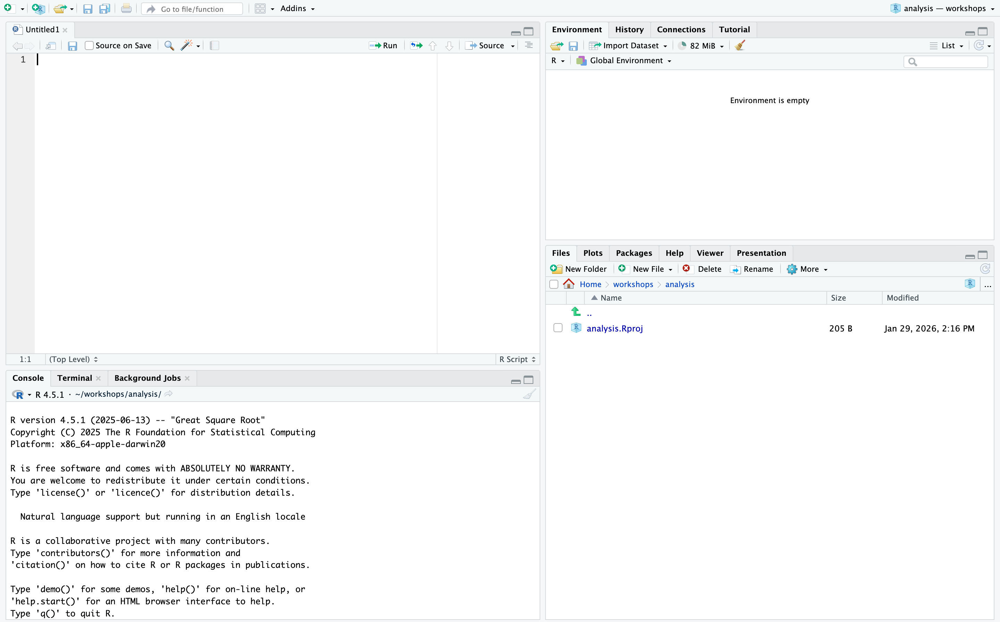 Go to file/function
Addins
analysis — workshops
Untitled1
Source on Save
Run
Source
1
1:1
(Top Level)
R Script
Console
Terminal
Background Jobs
R 4.5.1 · ~/workshops/analysis/
R version 4.5.1 (2025-06-13) -- "Great Square Root"
Copyright (C) 2025 The R Foundation for Statistical Computing
Platform: x86_64-apple-darwin20
R is free software and comes with ABSOLUTELY NO WARRANTY.
You are welcome to redistribute it under certain conditions.
Type 'license()' or 'licence()' for distribution details.
Natural language support but running in an English locale
R is a collaborative project with many contributors.
Type 'contributors()' for more information and
'citation()' on how to cite R or R packages in publications.
Type 'demo()' for some demos, 'help()' for on-line help, or
'help.start()' for an HTML browser interface to help.
Type 'q()' to quit R.
Environment
History
Connections
Tutorial
Import Dataset
82 MiB
List
R
Global Environment
Environment is empty
Files
Plots
Packages
Help
Viewer
Presentation
New Folder
New File
Delete
Rename
More
Home
workshops
analysis
...
Name
Size
Modified
..
analysis.Rproj
205 B
Jan 29, 2026, 2:16 PM